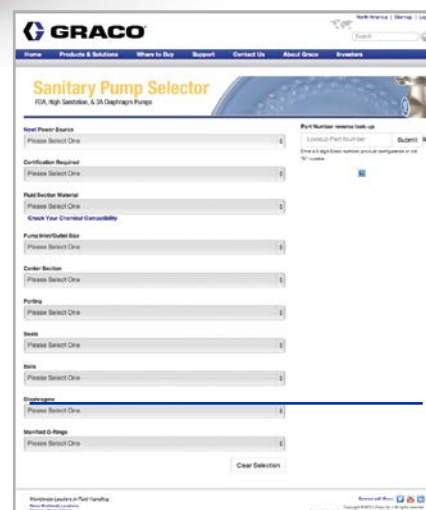 GRACO
North America | Sitemap |
Search
Home Products & Solutions Where to Buy Support Contact Us About Graco Investors
Sanitary Pump Selector
FDA, High Sanitation, & 3A Diaphragm Pumps
New! Power Source
Please Select One
Certification Required
Please Select One
Fluid Section Material
Please Select One
Check Your Chemical Compatibility
Pump Inlet/Outlet Size
Please Select One
Center Section
Please Select One
Porting
Please Select One
Seats
Please Select One
Balls
Please Select One
Diaphragms
Please Select One
Manifold O-Rings
Please Select One
Clear Selection
Part Number reverse look-up
Lookup Part Number Submit
Worldwide Leaders in Fluid Handling